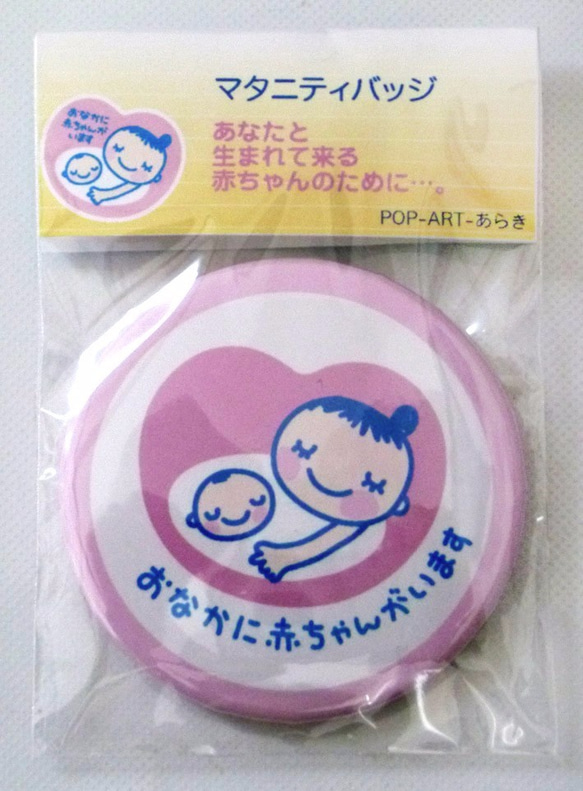 マタニティバッジ
おなかに
赤ちゃんが
います
あなたと
生まれて来る
赤ちゃんのために…。
POP-ART-あらき
おなかに赤ちゃんがいます